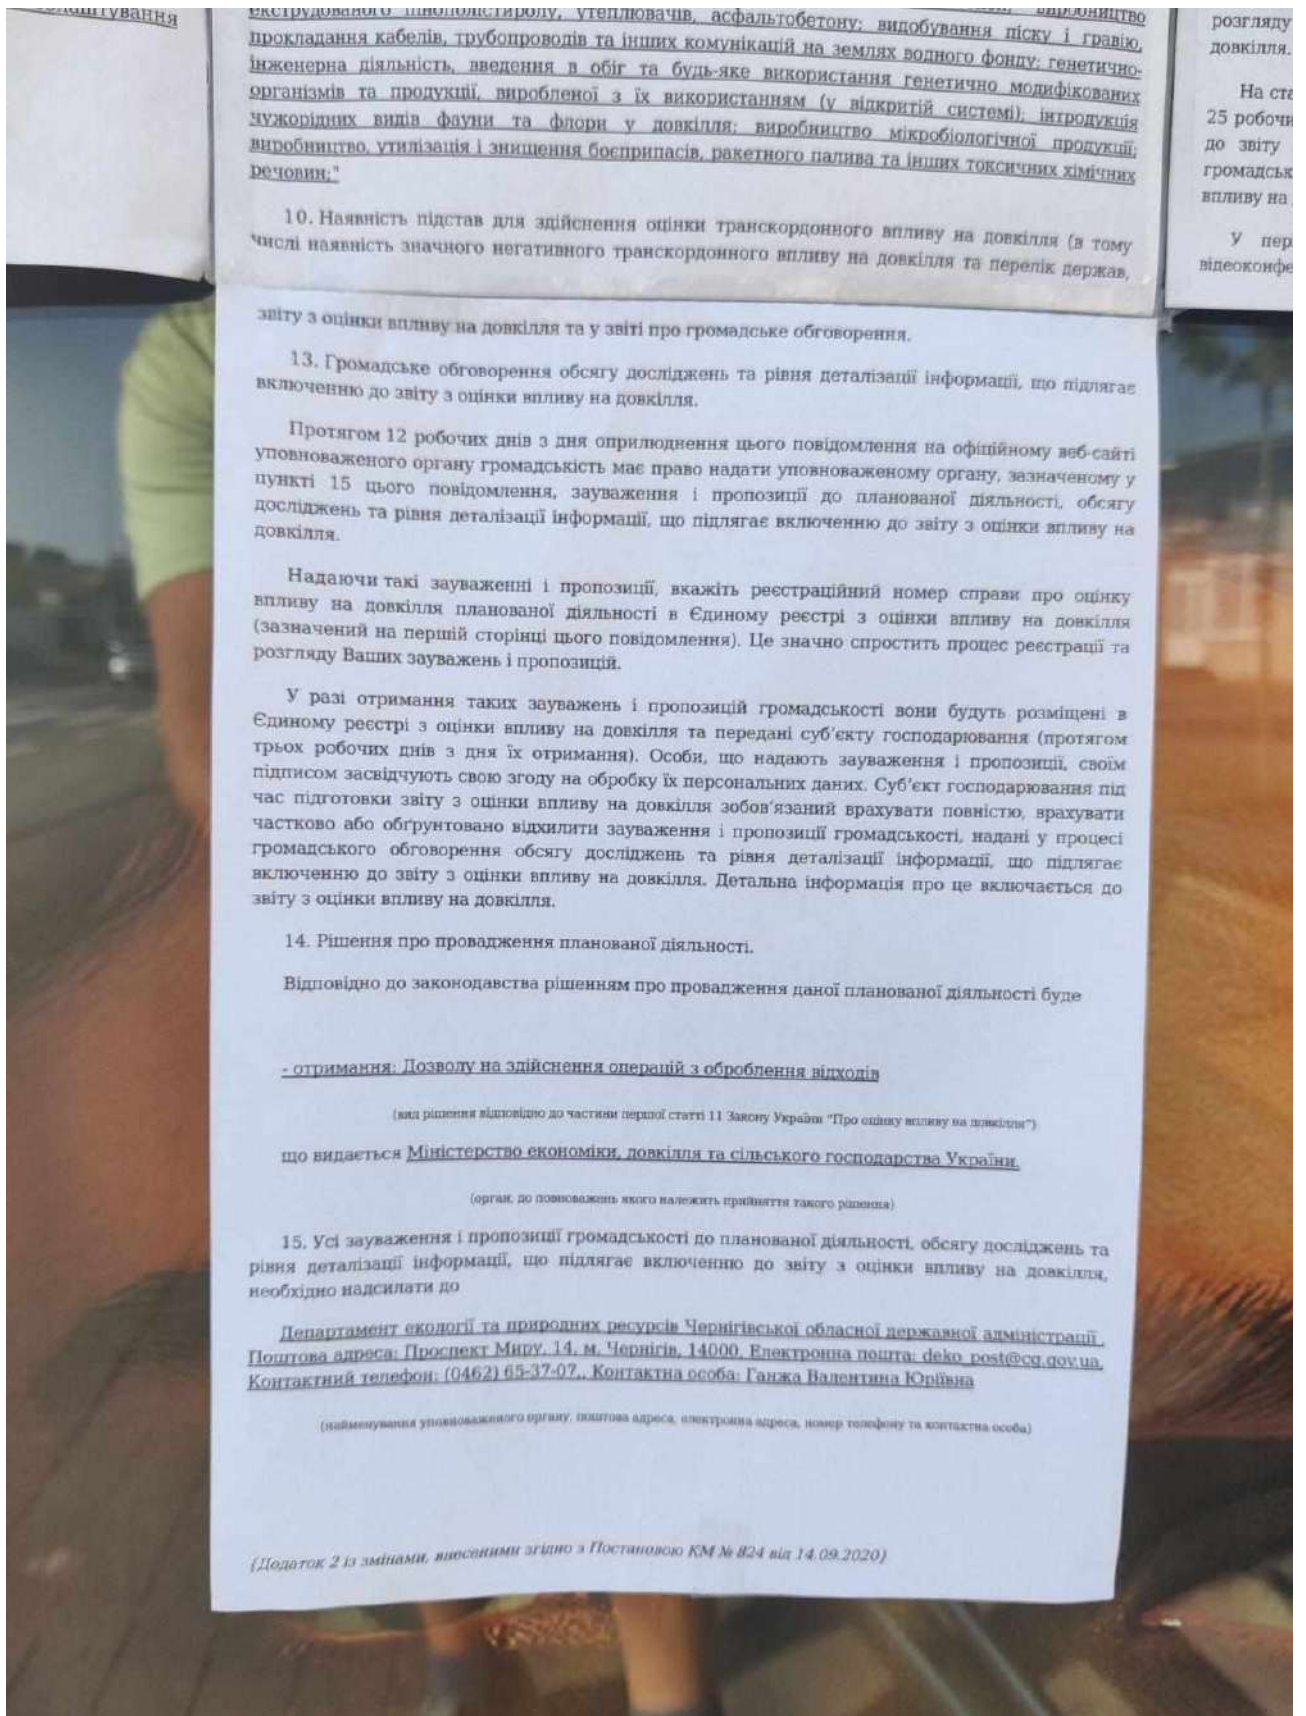 лаштування
екструдованого пінополістиролу, утеплювачів, асфальтобетону; видобування піску і гравію,
прокладання кабелів, трубопроводів та інших комунікацій на землях водного фонду; генетично-
інженерна діяльність, введення в обіг та будь-яке використання генетично модифікованих
організмів та продукції, виробленої з їх використанням (у відкритій системі); інтродукція
чужорідних видів фауни та флори у довкілля; виробництво мікробіологічної продукції;
виробництво, утилізація і знищення боєприпасів, ракетного палива та інших токсичних хімічних
речовин;"
10. Наявність підстав для здійснення оцінки транскордонного впливу на довкілля (в тому
числі наявність значного негативного транскордонного впливу на довкілля та перелік держав,
звіту з оцінки впливу на довкілля та у звіті про громадське обговорення.
13. Громадське обговорення обсягу досліджень та рівня деталізації інформації, що підлягає
включенню до звіту з оцінки впливу на довкілля.
Протягом 12 робочих днів з дня оприлюднення цього повідомлення на офіційному веб-сайті
уповноваженого органу громадськість має право надати уповноваженому органу, зазначеному у
пункті 15 цього повідомлення, зауваження і пропозиції до планованої діяльності, обсягу
досліджень та рівня деталізації інформації, що підлягає включенню до звіту з оцінки впливу на
довкілля.
Надаючи такі зауваженні і пропозиції, вкажіть реєстраційний номер справи про оцінку
впливу на довкілля планованої діяльності в Єдиному реєстрі з оцінки впливу на довкілля
(зазначений на першій сторінці цього повідомлення). Це значно спростить процес реєстрації та
розгляду Ваших зауважень і пропозицій.
У разі отримання таких зауважень і пропозицій громадськості вони будуть розміщені в
Єдиному реєстрі з оцінки впливу на довкілля та передані суб’єкту господарювання (протягом
трьох робочих днів з дня їх отримання). Особи, що надають зауваження і пропозиції, своїм
підписом засвідчують свою згоду на обробку їх персональних даних. Суб’єкт господарювання під
час підготовки звіту з оцінки впливу на довкілля зобов’язаний врахувати повністю, врахувати
частково або обґрунтовано відхилити зауваження і пропозиції громадськості, надані у процесі
громадського обговорення обсягу досліджень та рівня деталізації інформації, що підлягає
включенню до звіту з оцінки впливу на довкілля. Детальна інформація про це включається до
звіту з оцінки впливу на довкілля.
14. Рішення про провадження планованої діяльності.
Відповідно до законодавства рішенням про провадження даної планованої діяльності буде
- отримання: Дозволу на здійснення операцій з оброблення відходів
(вид рішення відповідно до частини першої статті 11 Закону України “Про оцінку впливу на довкілля”)
що видається Міністерство економіки, довкілля та сільського господарства України.
(орган, до повноважень якого належить прийняття такого рішення)
15. Усі зауваження і пропозиції громадськості до планованої діяльності, обсягу досліджень та
рівня деталізації інформації, що підлягає включенню до звіту з оцінки впливу на довкілля,
необхідно надсилати до
Департамент екології та природних ресурсів Чернігівської обласної державної адміністрації ,
Поштова адреса: Проспект Миру, 14, м. Чернігів, 14000, Електронна пошта: deko_post@cg.gov.ua,
Контактний телефон: (0462) 65-37-07,, Контактна особа: Ганжа Валентина Юріївна
(найменування уповноваженого органу, поштова адреса, електронна адреса, номер телефону та контактна особа)
{Додаток 2 із змінами, внесеними згідно з Постановою КМ № 824 від 14.09.2020}
розгляду
довкілля.
На ста
25 робочи
до звіту
громадськ
впливу на
У пер
відеоконфе